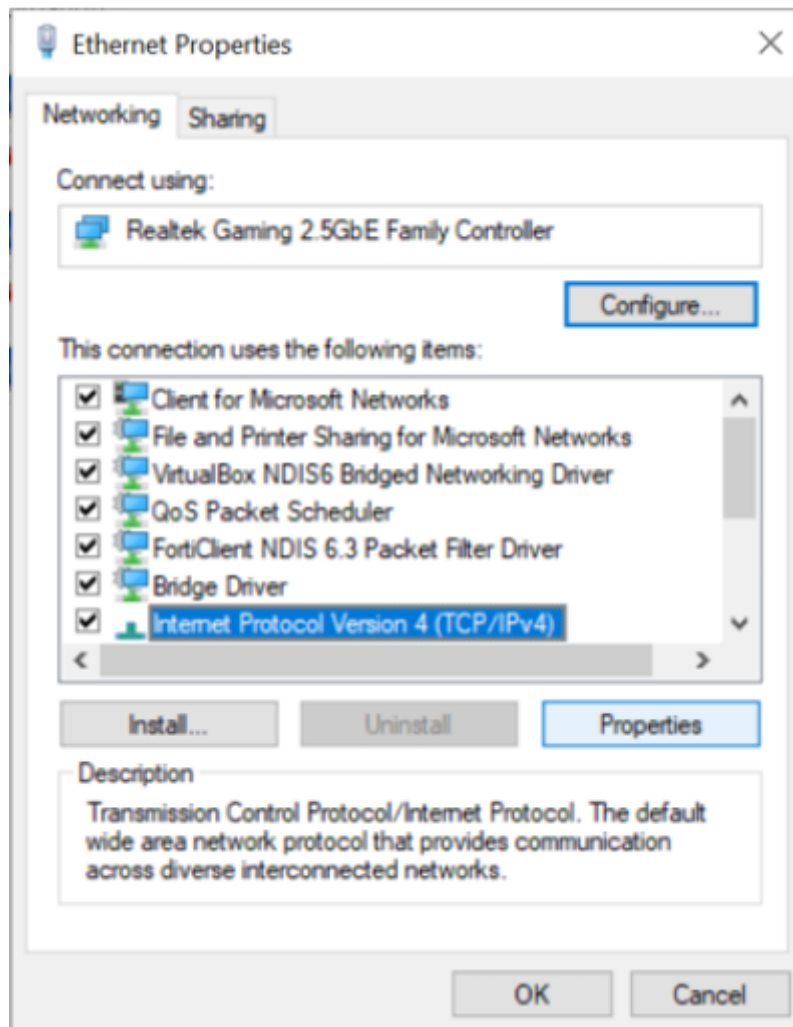 Ethernet Properties
Networking
Sharing
Connect using:
Realtek Gaming 2.5GbE Family Controller
Configure...
This connection uses the following items:
Client for Microsoft Networks
File and Printer Sharing for Microsoft Networks
VirtualBox NDIS6 Bridged Networking Driver
QoS Packet Scheduler
FortiClient NDIS 6.3 Packet Filter Driver
Bridge Driver
Internet Protocol Version 4 (TCP/IPv4)
Install...
Uninstall
Properties
Description
Transmission Control Protocol/Internet Protocol. The default
wide area network protocol that provides communication
across diverse interconnected networks.
OK
Cancel